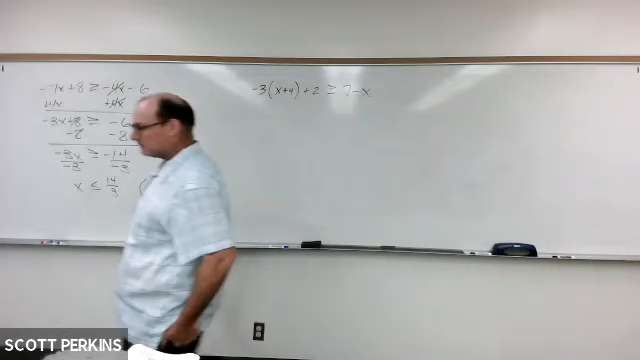 -7x+8 ≥ -4x - 6
+4x +4x
-3x+8 ≥ -6
-8 -8
-3x ≥ -14
-3 -3
x ≤ 14/3
-3(x+4)+2 ≥ 7-x
SCOTT PERKINS